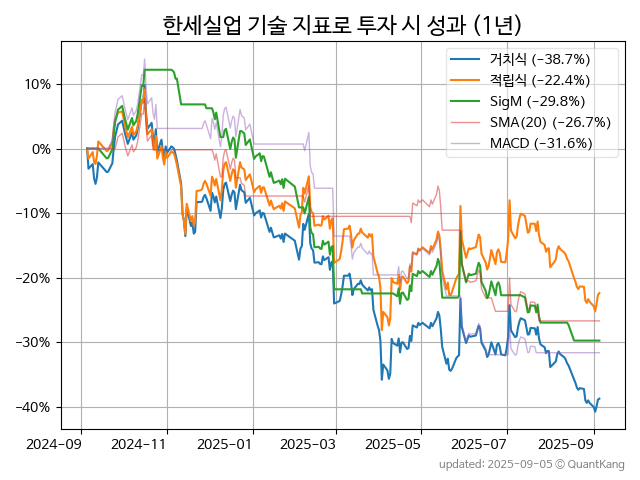 한세실업 기술 지표로 투자 시 성과 (1년)
거치식 (−38.7%)
적립식 (−22.4%)
SigM (−29.8%)
SMA(20) (−26.7%)
MACD (−31.6%)
10%
0%
−10%
−20%
−30%
−40%
2024−09 2024−11 2025−01 2025−03 2025−05 2025−07 2025−09
updated: 2025−09−05 © QuantKang